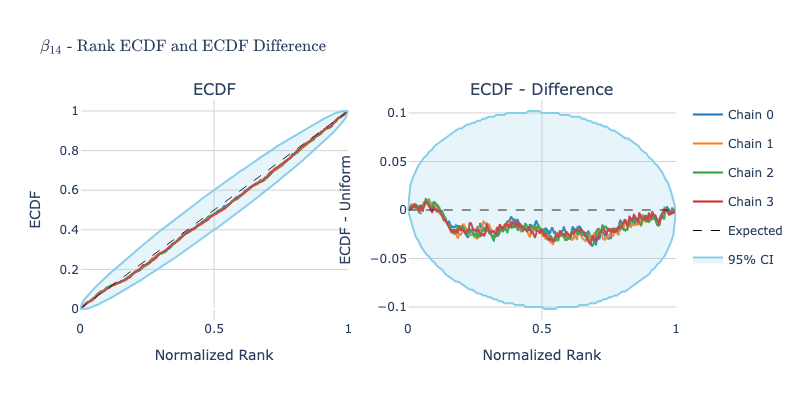 β14 - Rank ECDF and ECDF Difference
ECDF
ECDF - Difference
ECDF
1
0.8
0.6
0.4
0.2
0
0
0.5
1
Normalized Rank
ECDF - Uniform
0.1
0.05
0
−0.05
−0.1
0
0.5
1
Normalized Rank
Chain 0
Chain 1
Chain 2
Chain 3
Expected
95% CI